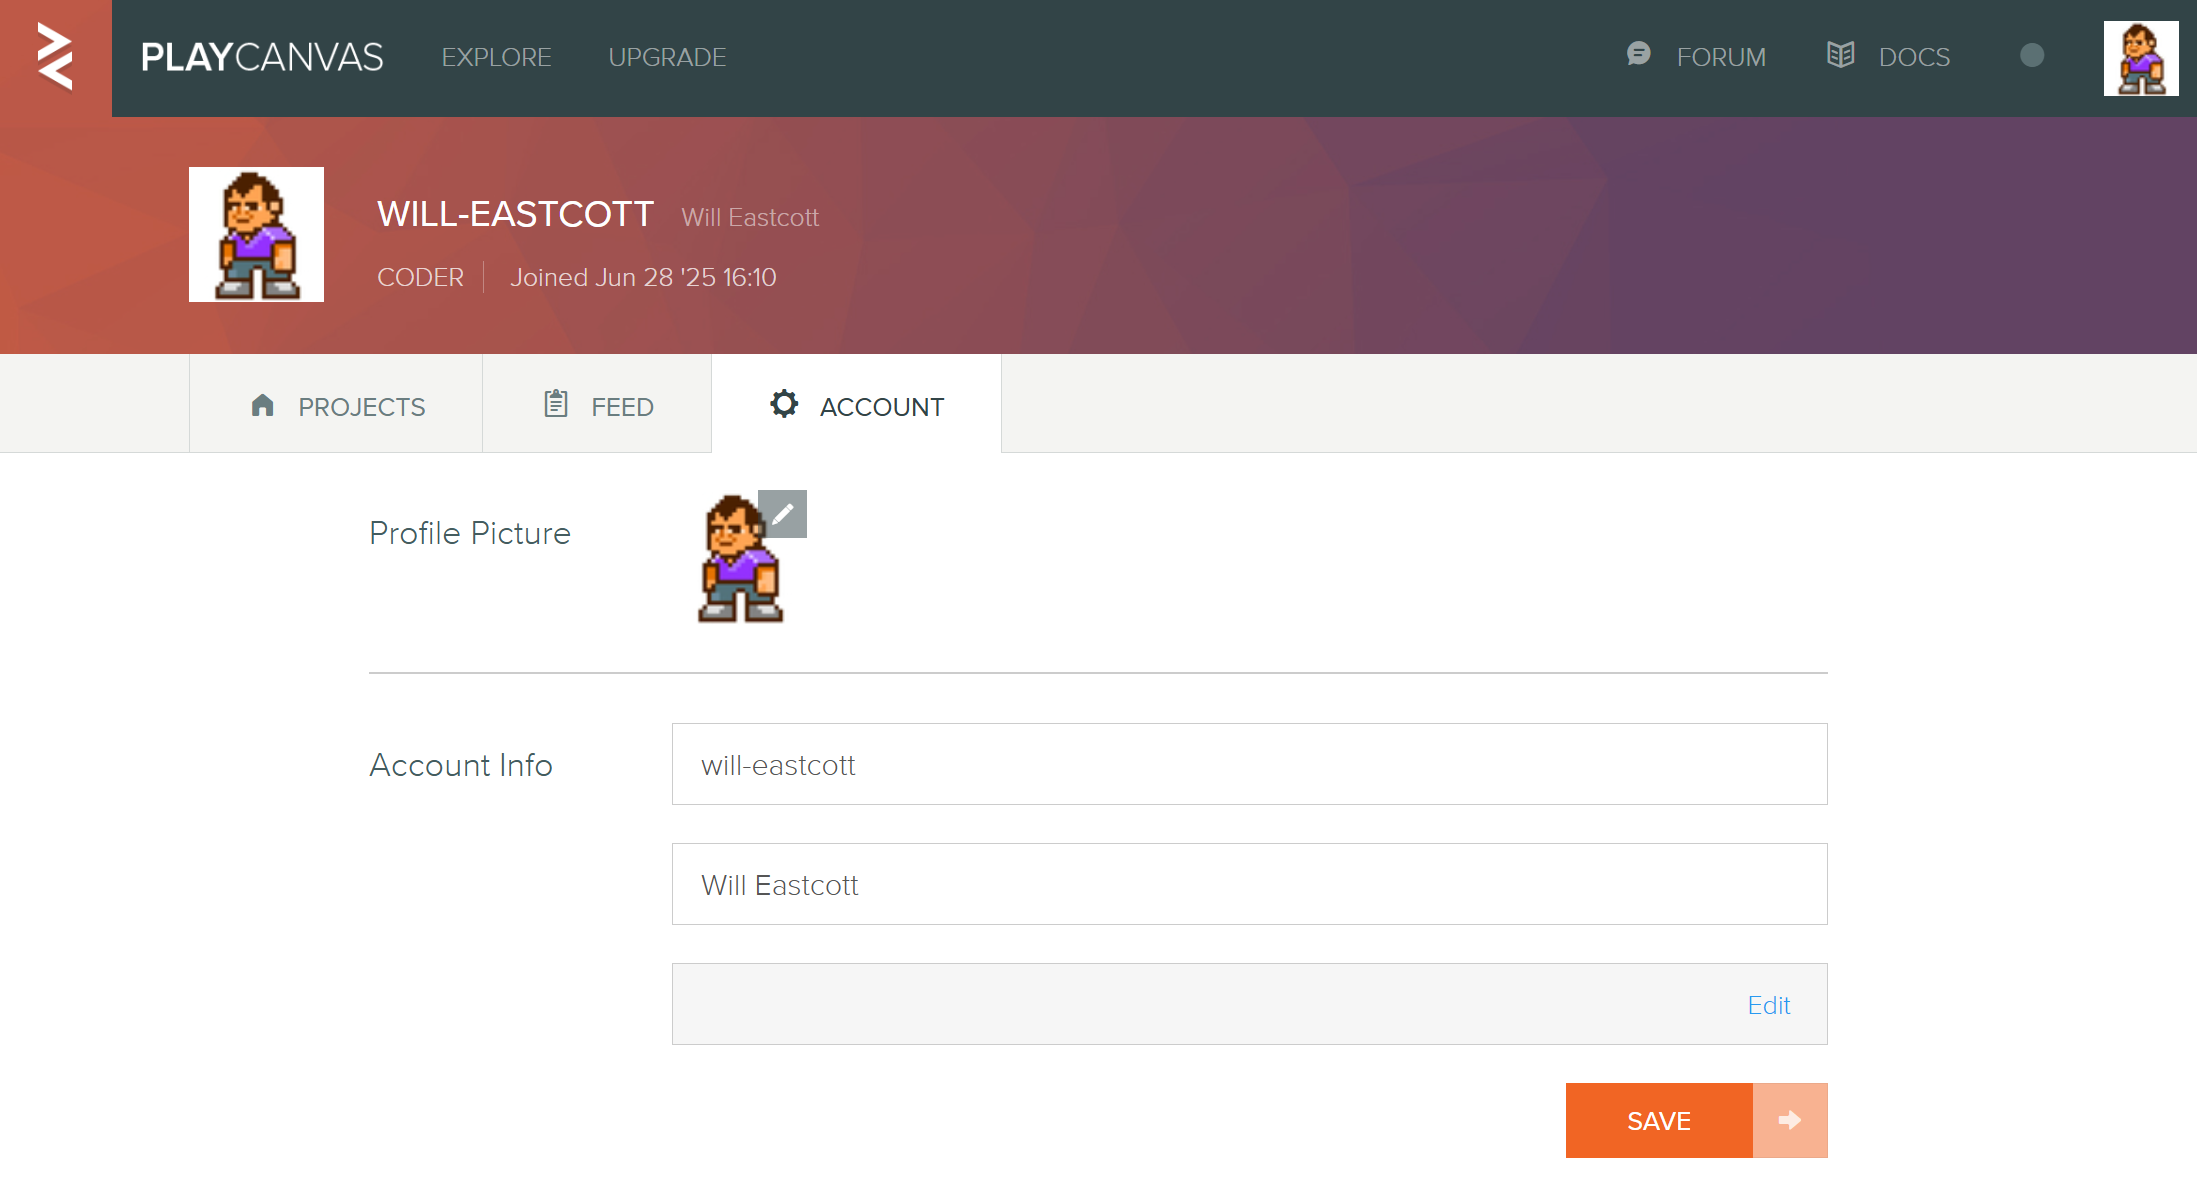 PLAYCANVAS EXPLORE UPGRADE FORUM DOCS
WILL-EASTCOTT Will Eastcott
CODER Joined Jun 28 '25 16:10
PROJECTS FEED ACCOUNT
Profile Picture
Account Info will-eastcott
Will Eastcott
Edit
SAVE